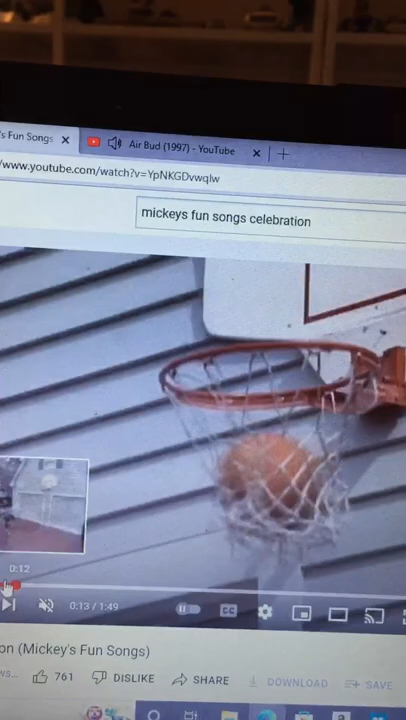 's Fun Songs
Air Bud (1997) - YouTube
/www.youtube.com/watch?v=YpNKGDvwqlw
mickeys fun songs celebration
0:12
0:13 / 1:49
CC
on (Mickey's Fun Songs)
761
DISLIKE
SHARE
DOWNLOAD
SAVE